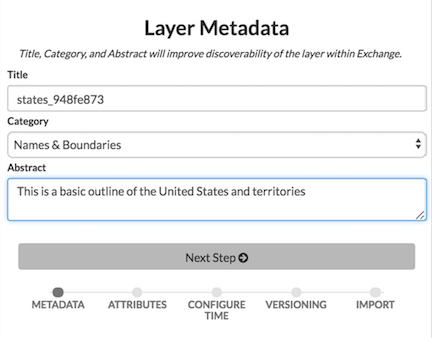 Layer Metadata
Title, Category, and Abstract will improve discoverability of the layer within Exchange.
Title
states_948fe873
Category
Names & Boundaries
Abstract
This is a basic outline of the United States and territories
Next Step
METADATA ATTRIBUTES CONFIGURE TIME VERSIONING IMPORT